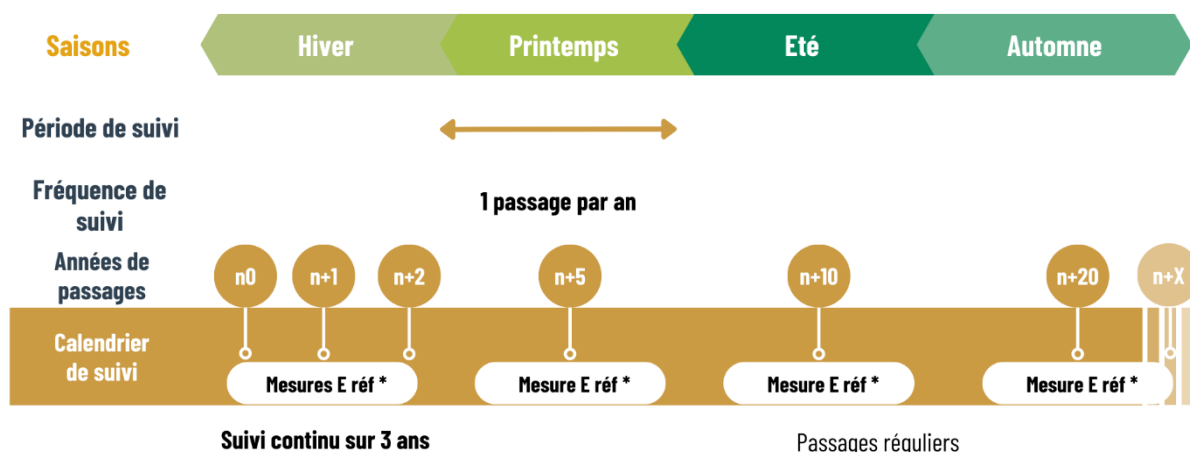 Saisons Hiver Printemps Eté Automne
Période de suivi
Fréquence de
suivi
1 passage par an
Années de
passages
n0 n+1 n+2 n+5 n+10 n+20 n+X
Calendrier
de suivi
Mesures E réf * Mesure E réf * Mesure E réf * Mesure E réf *
Suivi continu sur 3 ans Passages réguliers